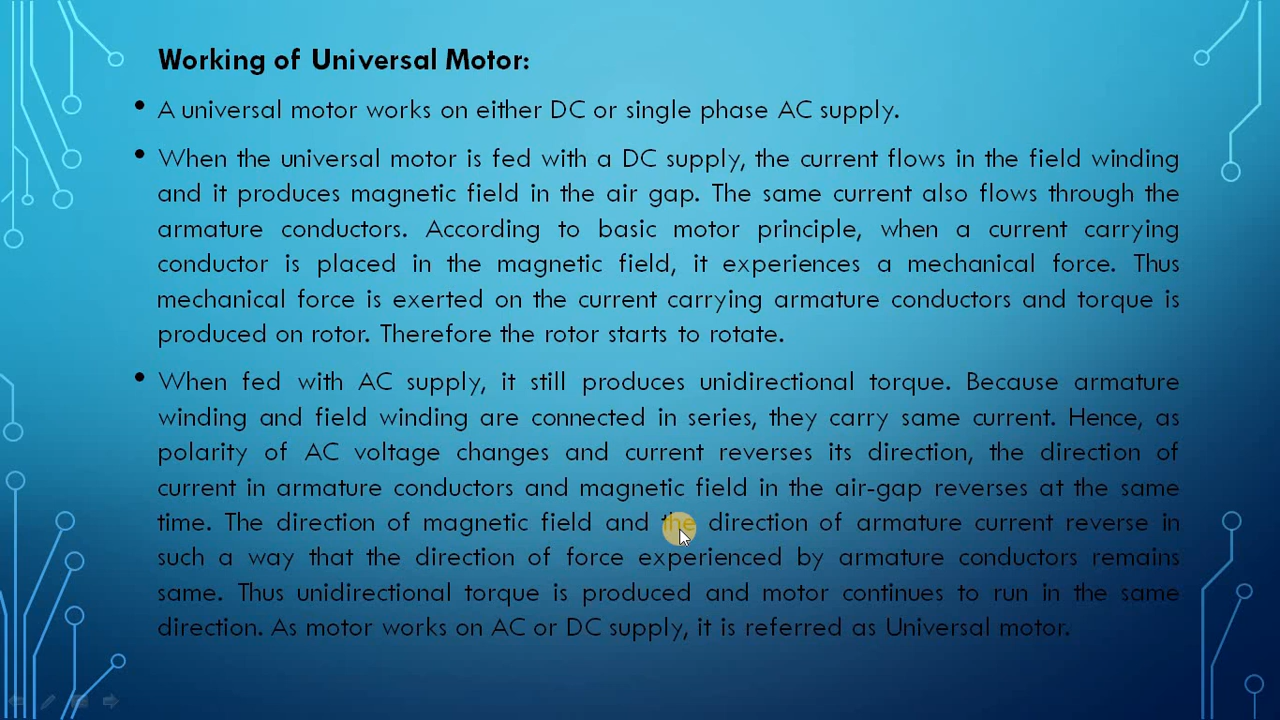 Working of Universal Motor:
• A universal motor works on either DC or single phase AC supply.
• When the universal motor is fed with a DC supply, the current flows in the field winding
and it produces magnetic field in the air gap. The same current also flows through the
armature conductors. According to basic motor principle, when a current carrying
conductor is placed in the magnetic field, it experiences a mechanical force. Thus
mechanical force is exerted on the current carrying armature conductors and torque is
produced on rotor. Therefore the rotor starts to rotate.
• When fed with AC supply, it still produces unidirectional torque. Because armature
winding and field winding are connected in series, they carry same current. Hence, as
polarity of AC voltage changes and current reverses its direction, the direction of
current in armature conductors and magnetic field in the air-gap reverses at the same
time. The direction of magnetic field and the direction of armature current reverse in
such a way that the direction of force experienced by armature conductors remains
same. Thus unidirectional torque is produced and motor continues to run in the same
direction. As motor works on AC or DC supply, it is referred as Universal motor.